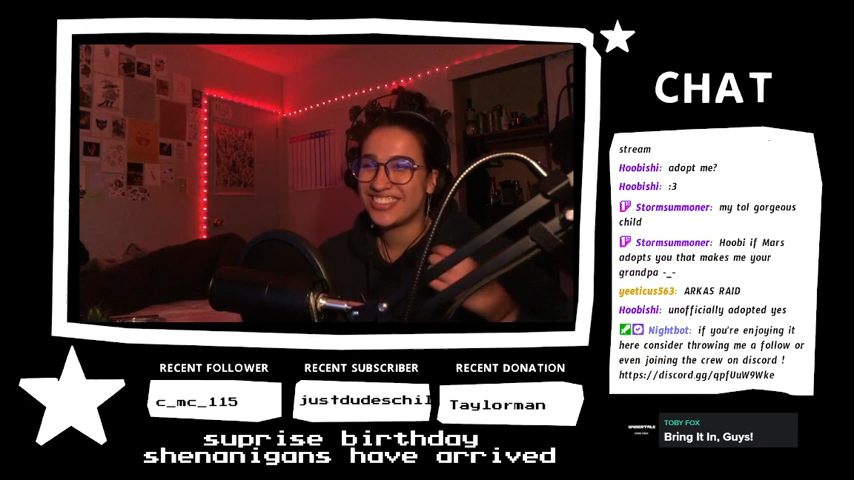 CHAT
stream
Hoobishi: adopt me?
Hoobishi: :3
Stormsummoner: my tol gorgeous
child
Stormsummoner: Hoobi if Mars
adopts you that makes me your
grandpa -_-
yeeticus563: ARKAS RAID
Hoobishi: unofficially adopted yes
Nightbot: if you're enjoying it
here consider throwing me a follow or
even joining the crew on discord !
https://discord.gg/qpfUuW9Wke
RECENT FOLLOWER
c_mc_115
RECENT SUBSCRIBER
justdudeschil
RECENT DONATION
Taylorman
suprise birthday
shenanigans have arrived
UNDERTALE
TOBY FOX
Bring It In, Guys!